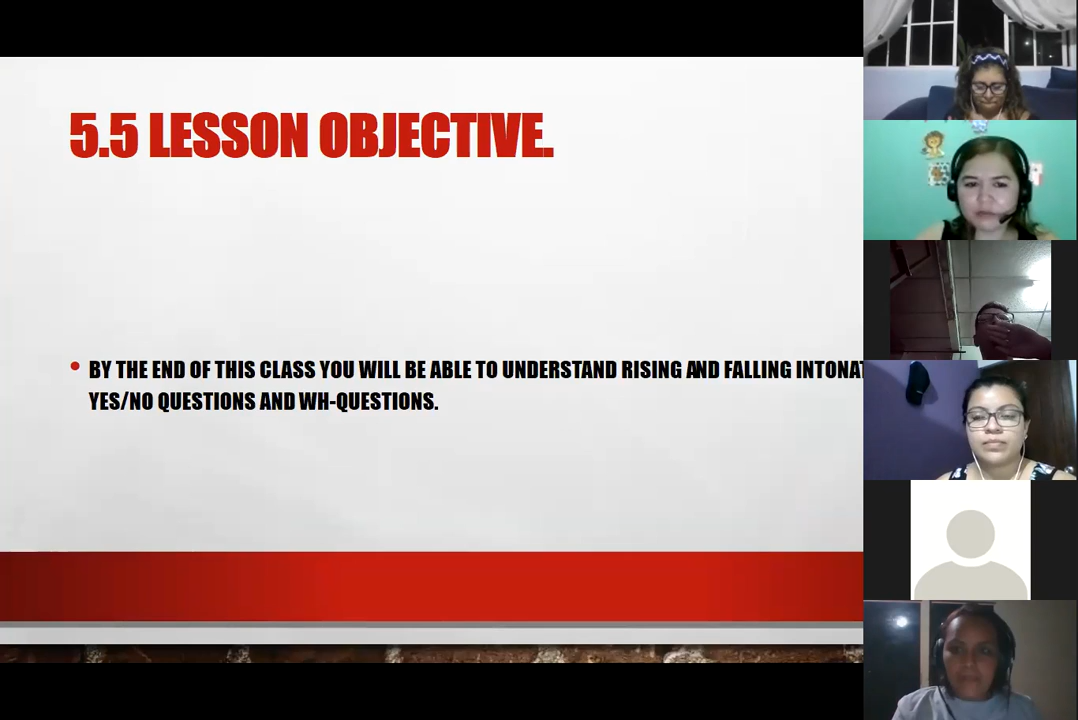 5.5 LESSON OBJECTIVE.
• BY THE END OF THIS CLASS YOU WILL BE ABLE TO UNDERSTAND RISING AND FALLING
YES/NO QUESTIONS AND WH-QUESTIONS.